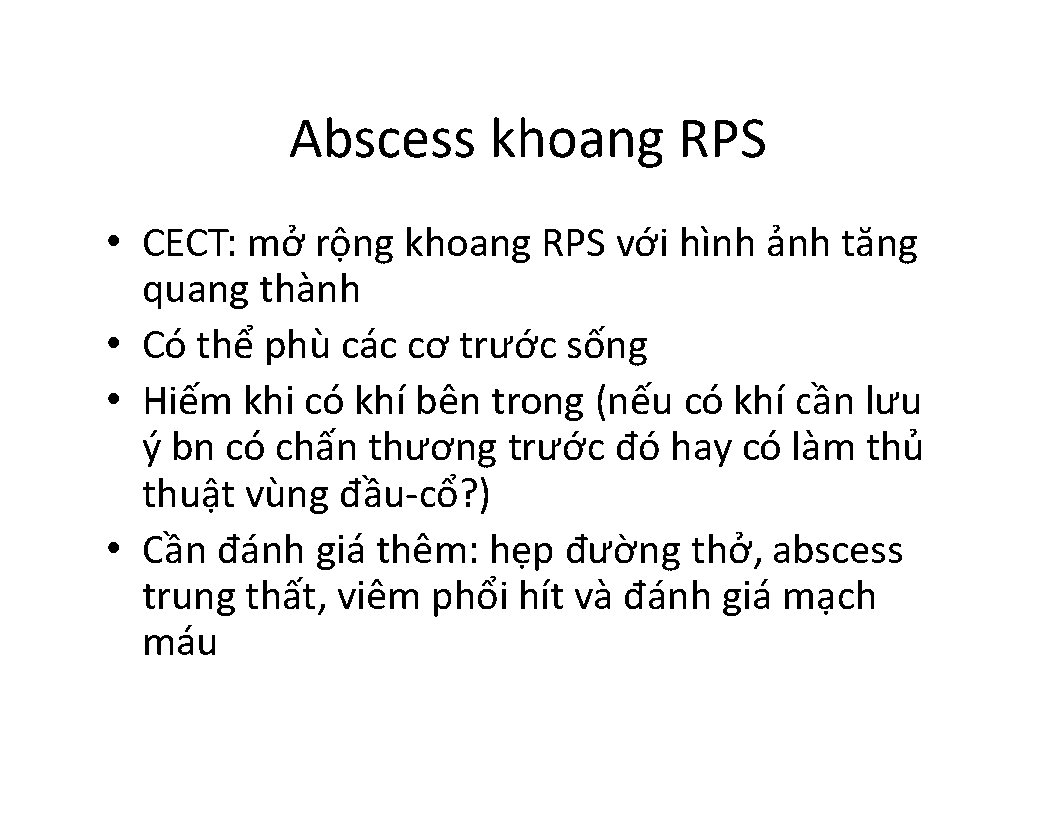 Abscess khoang RPS
• CECT: mở rộng khoang RPS với hình ảnh tăng
quang thành
• Có thể phù các cơ trước sống
• Hiếm khi có khí bên trong (nếu có khí cần lưu
ý bn có chấn thương trước đó hay có làm thủ
thuật vùng đầu-cổ?)
• Cần đánh giá thêm: hẹp đường thở, abscess
trung thất, viêm phổi hít và đánh giá mạch
máu